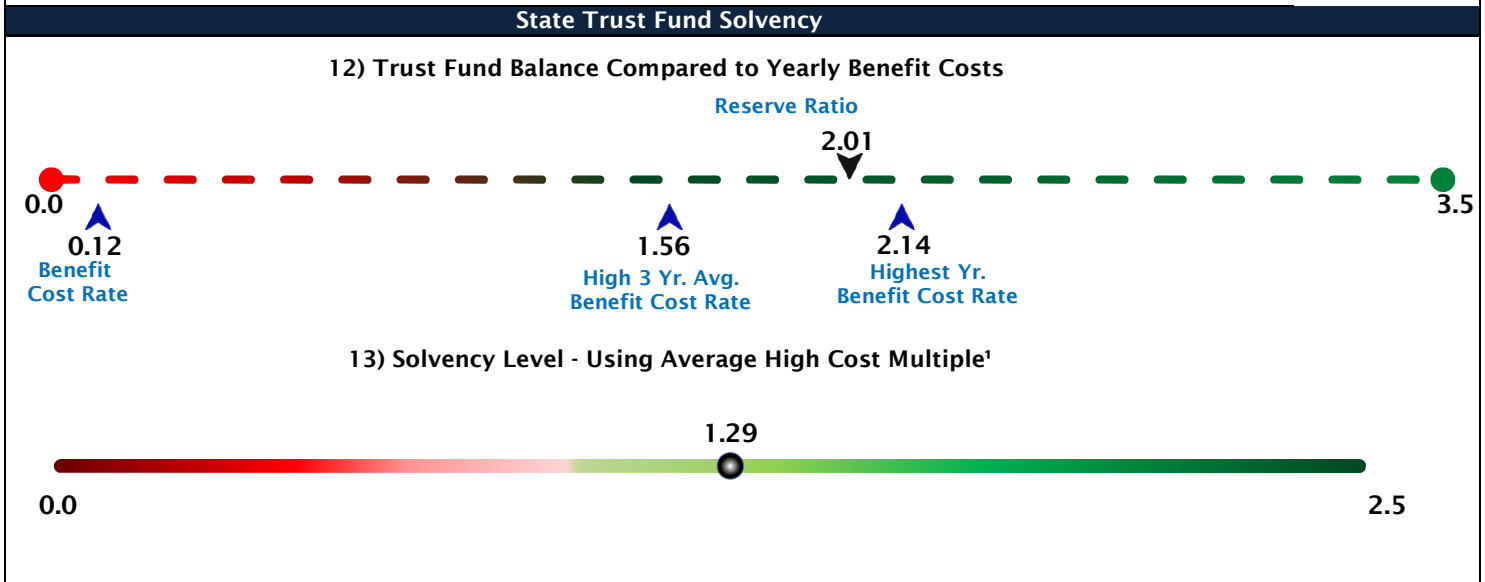 State Trust Fund Solvency
12) Trust Fund Balance Compared to Yearly Benefit Costs
Reserve Ratio
2.01
0.0
3.5
0.12
Benefit
Cost Rate
1.56
High 3 Yr. Avg.
Benefit Cost Rate
2.14
Highest Yr.
Benefit Cost Rate
13) Solvency Level - Using Average High Cost Multiple¹
1.29
0.0
2.5